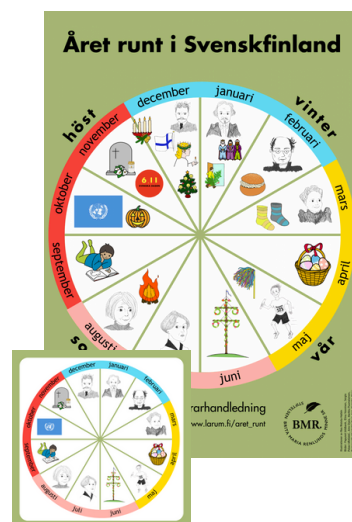 Året runt i Svenskfinland
höst
vinter
december
januari
februari
mars
april
maj
juni
augusti
september
oktober
november
6.11
vår
so
rarhandledning
ww.larum.fi/aret_runt
BMR.
december
januari
februari
mars
april
maj
juni
juli
augusti
september
oktober
november